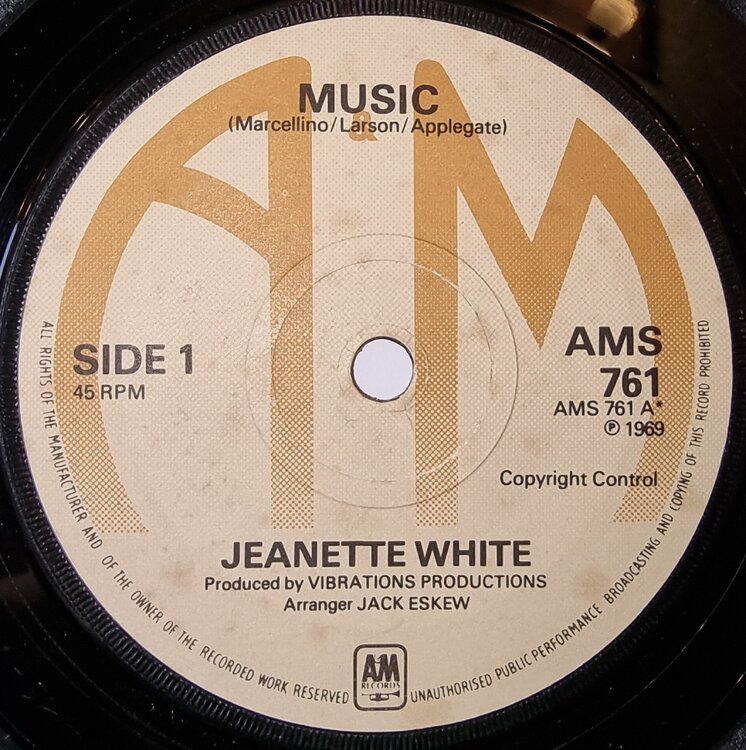 A & M
MUSIC
(Marcellino/Larson/Applegate)
SIDE 1
45 RPM
AMS
761
AMS 761 A*
℗ 1969
Copyright Control
JEANETTE WHITE
Produced by VIBRATIONS PRODUCTIONS
Arranger JACK ESKEW
ALL RIGHTS OF THE MANUFACTURER AND OF THE OWNER OF THE RECORDED WORK RESERVED
A&M
RECORDS
UNAUTHORISED PUBLIC PERFORMANCE BROADCASTING AND COPYING OF THIS RECORD PROHIBITED